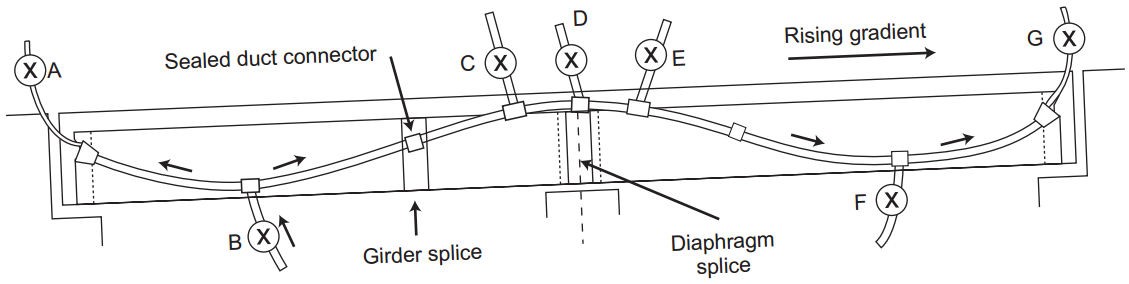 D
Sealed duct connector
C
E
Rising gradient
G
A
X
X
X
X
X
B
X
F
X
Girder splice
Diaphragm
splice